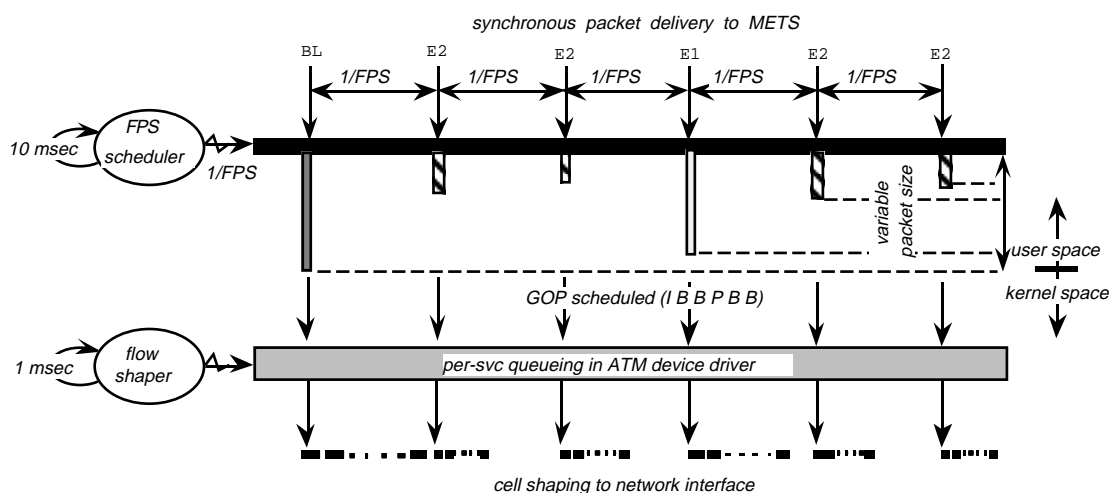 synchronous packet delivery to METS
BL E2 E2 E1 E2 E2
1/FPS 1/FPS 1/FPS 1/FPS 1/FPS
FPS
scheduler
10 msec
1/FPS
variable
packet size
user space
kernel space
GOP scheduled (I B B P B B)
flow
shaper
1 msec
per-svc queueing in ATM device driver
cell shaping to network interface